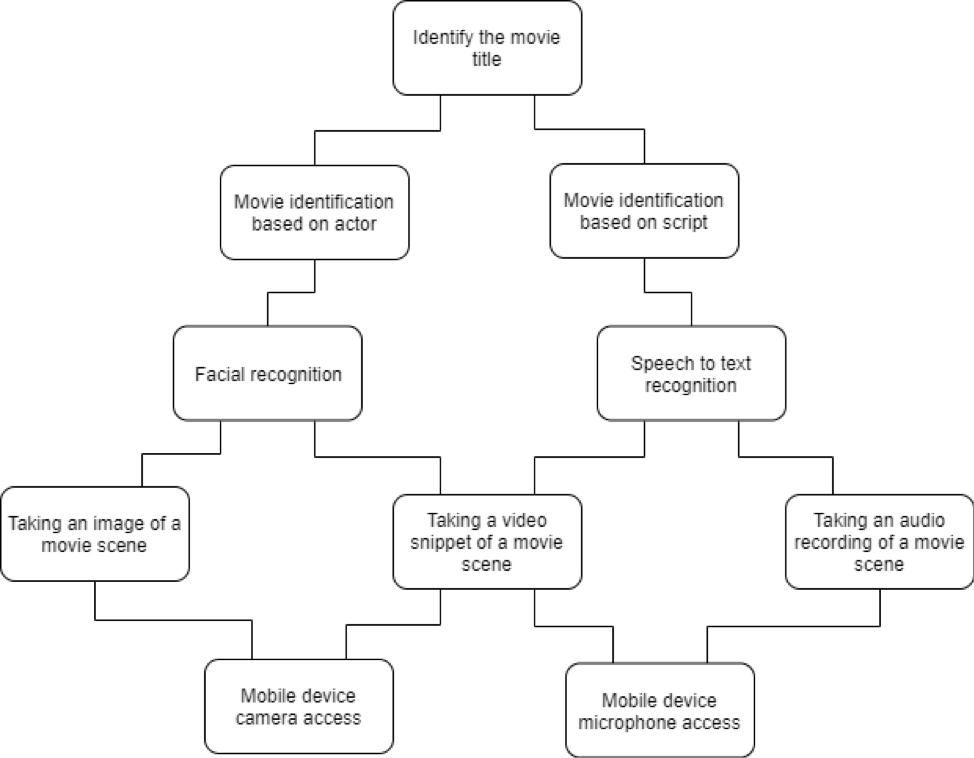 Identify the movie
title
Movie identification
based on actor
Movie identification
based on script
Facial recognition
Speech to text
recognition
Taking an image of a
movie scene
Taking a video
snippet of a movie
scene
Taking an audio
recording of a movie
scene
Mobile device
camera access
Mobile device
microphone access